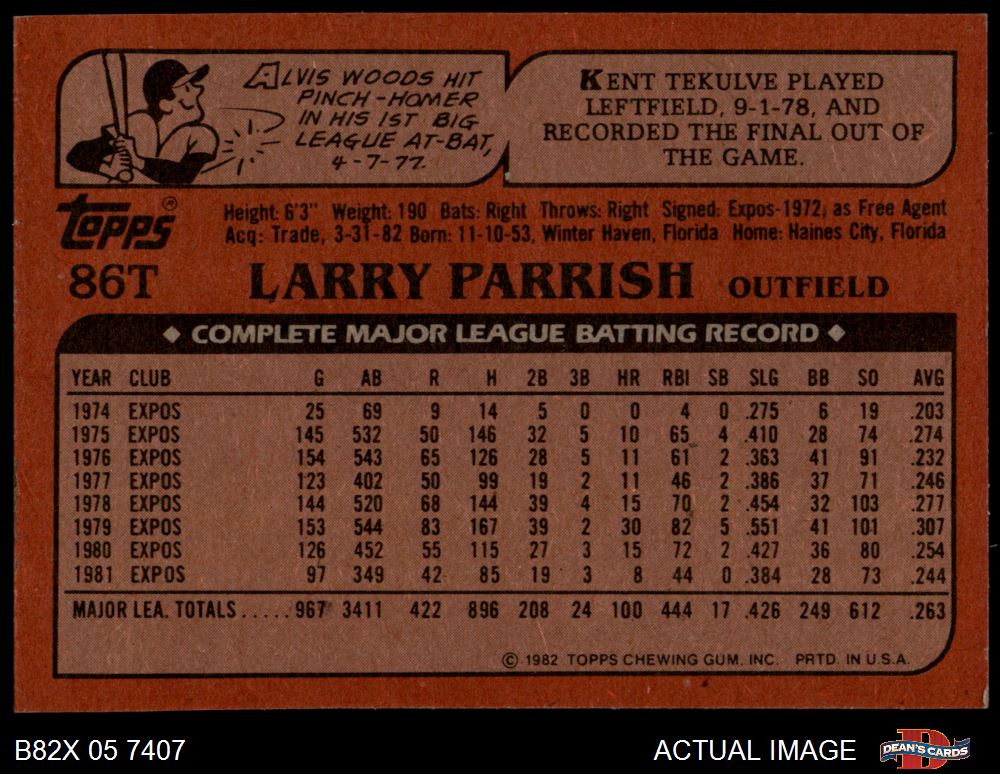 ALVIS WOODS HIT
PINCH-HOMER
IN HIS 1ST BIG
LEAGUE AT-BAT,
4-7-77.
KENT TEKULVE PLAYED
LEFTFIELD, 9-1-78, AND
RECORDED THE FINAL OUT OF
THE GAME.
topps®
Height: 6'3" Weight: 190 Bats: Right Throws: Right Signed: Expos-1972, as Free Agent
Acq: Trade, 3-31-82 Born: 11-10-53, Winter Haven, Florida Home: Haines City, Florida
86T LARRY PARRISH OUTFIELD
◆ COMPLETE MAJOR LEAGUE BATTING RECORD ◆
YEAR CLUB G AB R H 2B 3B HR RBI SB SLG BB SO AVG
1974 EXPOS 25 69 9 14 5 0 0 4 0 .275 6 19 .203
1975 EXPOS 145 532 50 146 32 5 10 65 4 .410 28 74 .274
1976 EXPOS 154 543 65 126 28 5 11 61 2 .363 41 91 .232
1977 EXPOS 123 402 50 99 19 2 11 46 2 .386 37 71 .246
1978 EXPOS 144 520 68 144 39 4 15 70 2 .454 32 103 .277
1979 EXPOS 153 544 83 167 39 2 30 82 5 .551 41 101 .307
1980 EXPOS 126 452 55 115 27 3 15 72 2 .427 36 80 .254
1981 EXPOS 97 349 42 85 19 3 8 44 0 .384 28 73 .244
MAJOR LEA. TOTALS.....967 3411 422 896 208 24 100 444 17 .426 249 612 .263
© 1982 TOPPS CHEWING GUM, INC. PRTD. IN U.S.A.
B82X 05 7407 ACTUAL IMAGE DEAN'S CARDS